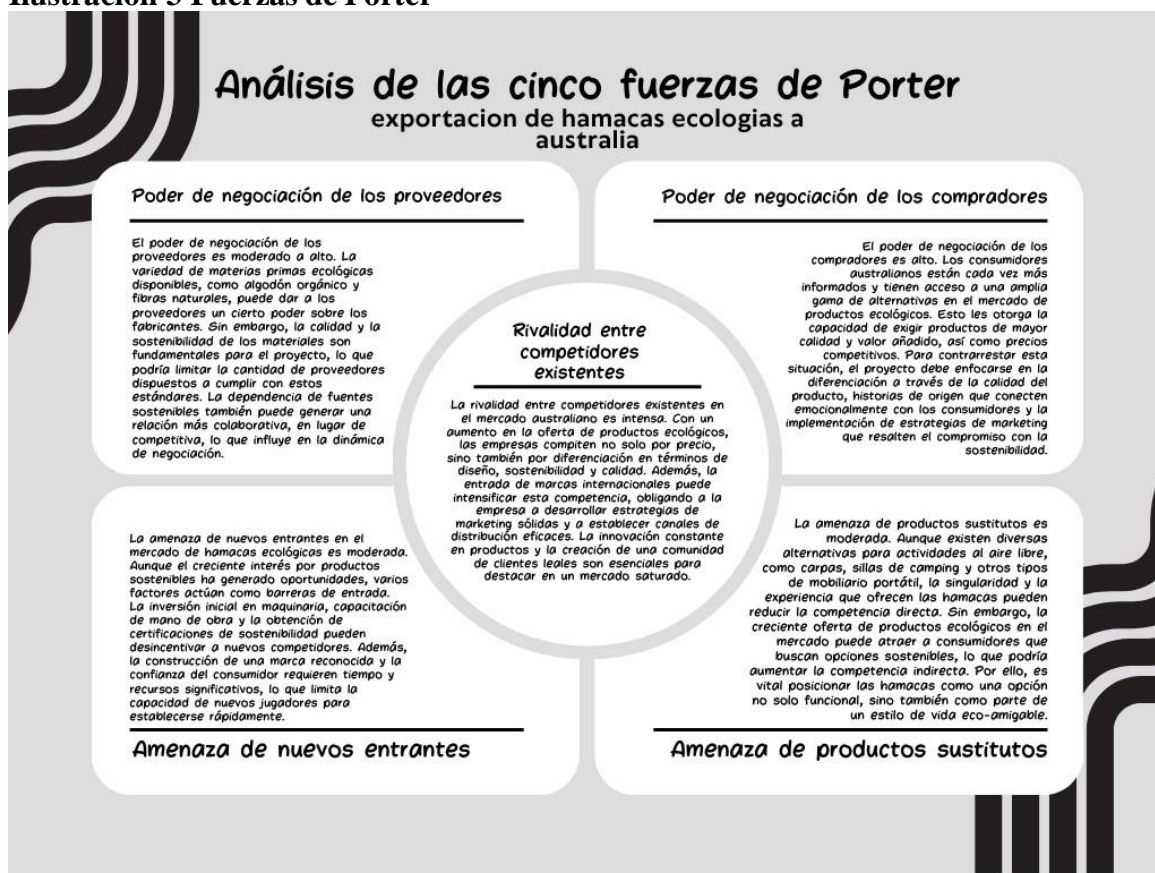 Ilustración 5 Fuerzas de Porter
Análisis de las cinco fuerzas de Porter
exportacion de hamacas ecologias a
australia
Poder de negociación de los proveedores
El poder de negociación de los
proveedores es moderado a alto. La
variedad de materias primas ecológicas
disponibles, como algodón orgánico y
fibras naturales, puede dar a los
proveedores un cierto poder sobre los
fabricantes. Sin embargo, la calidad y la
sostenibilidad de los materiales son
fundamentales para el proyecto, lo que
podría limitar la cantidad de proveedores
dispuestos a cumplir con estos
estándares. La dependencia de fuentes
sostenibles también puede generar una
relación más colaborativa, en lugar de
competitiva, lo que influye en la dinámica
de negociación.
Poder de negociación de los compradores
El poder de negociación de los
compradores es alto. Los consumidores
australianos están cada vez más
informados y tienen acceso a una amplia
gama de alternativas en el mercado de
productos ecológicos. Esto les otorga la
capacidad de exigir productos de mayor
calidad y valor añadido, así como precios
competitivos. Para contrarrestar esta
situación, el proyecto debe enfocarse en la
diferenciación a través de la calidad del
producto, historias de origen que conecten
emocionalmente con los consumidores y la
implementación de estrategias de marketing
que resalten el compromiso con la
sostenibilidad.
Rivalidad entre
competidores
existentes
La rivalidad entre competidores existentes en
el mercado australiano es intensa. Con un
aumento en la oferta de productos ecológicos,
las empresas compiten no solo por precio,
sino también por diferenciación en términos de
diseño, sostenibilidad y calidad. Además, la
entrada de marcas internacionales puede
intensificar esta competencia, obligando a la
empresa a desarrollar estrategias de
marketing sólidas y a establecer canales de
distribución eficaces. La innovación constante
en productos y la creación de una comunidad
de clientes leales son esenciales para
destacar en un mercado saturado.
La amenaza de nuevos entrantes en el
mercado de hamacas ecológicas es moderada.
Aunque el creciente interés por productos
sostenibles ha generado oportunidades, varios
factores actúan como barreras de entrada.
La inversión inicial en maquinaria, capacitación
de mano de obra y la obtención de
certificaciones de sostenibilidad pueden
desincentivar a nuevos competidores. Además,
la construcción de una marca reconocida y la
confianza del consumidor requieren tiempo y
recursos significativos, lo que limita la
capacidad de nuevos jugadores para
establecerse rápidamente.
Amenaza de nuevos entrantes
La amenaza de productos sustitutos es
moderada. Aunque existen diversas
alternativas para actividades al aire libre,
como carpas, sillas de camping y otros tipos
de mobiliario portátil, la singularidad y la
experiencia que ofrecen las hamacas pueden
reducir la competencia directa. Sin embargo, la
creciente oferta de productos ecológicos en el
mercado puede atraer a consumidores que
buscan opciones sostenibles, lo que podría
aumentar la competencia indirecta. Por ello, es
vital posicionar las hamacas como una opción
no solo funcional, sino también como parte de
un estilo de vida eco-amigable.
Amenaza de productos sustitutos